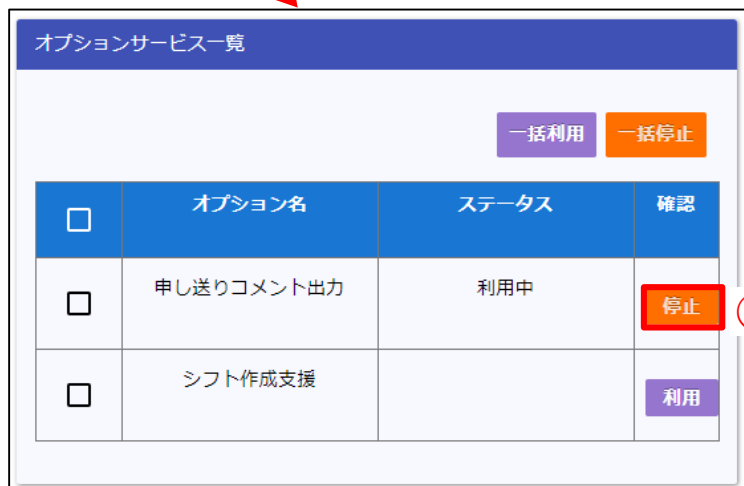 オプションサービス一覧
一括利用 一括停止
オプション名 ステータス 確認
申し送りコメント出力 利用中 停止
シフト作成支援 利用